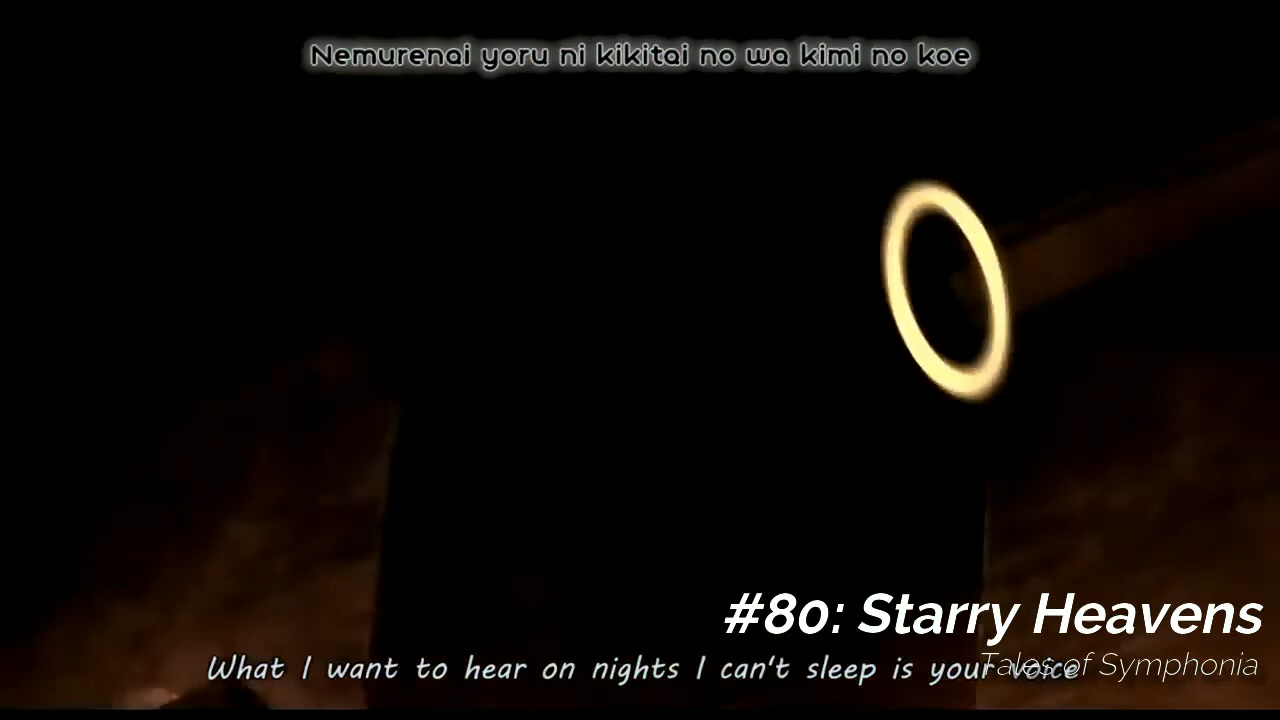 Nemurenai yoru ni kikitai no wa kimi no koe
#80: Starry Heavens
What I want to hear on nights I can't sleep is your voice
Tales of Symphonia